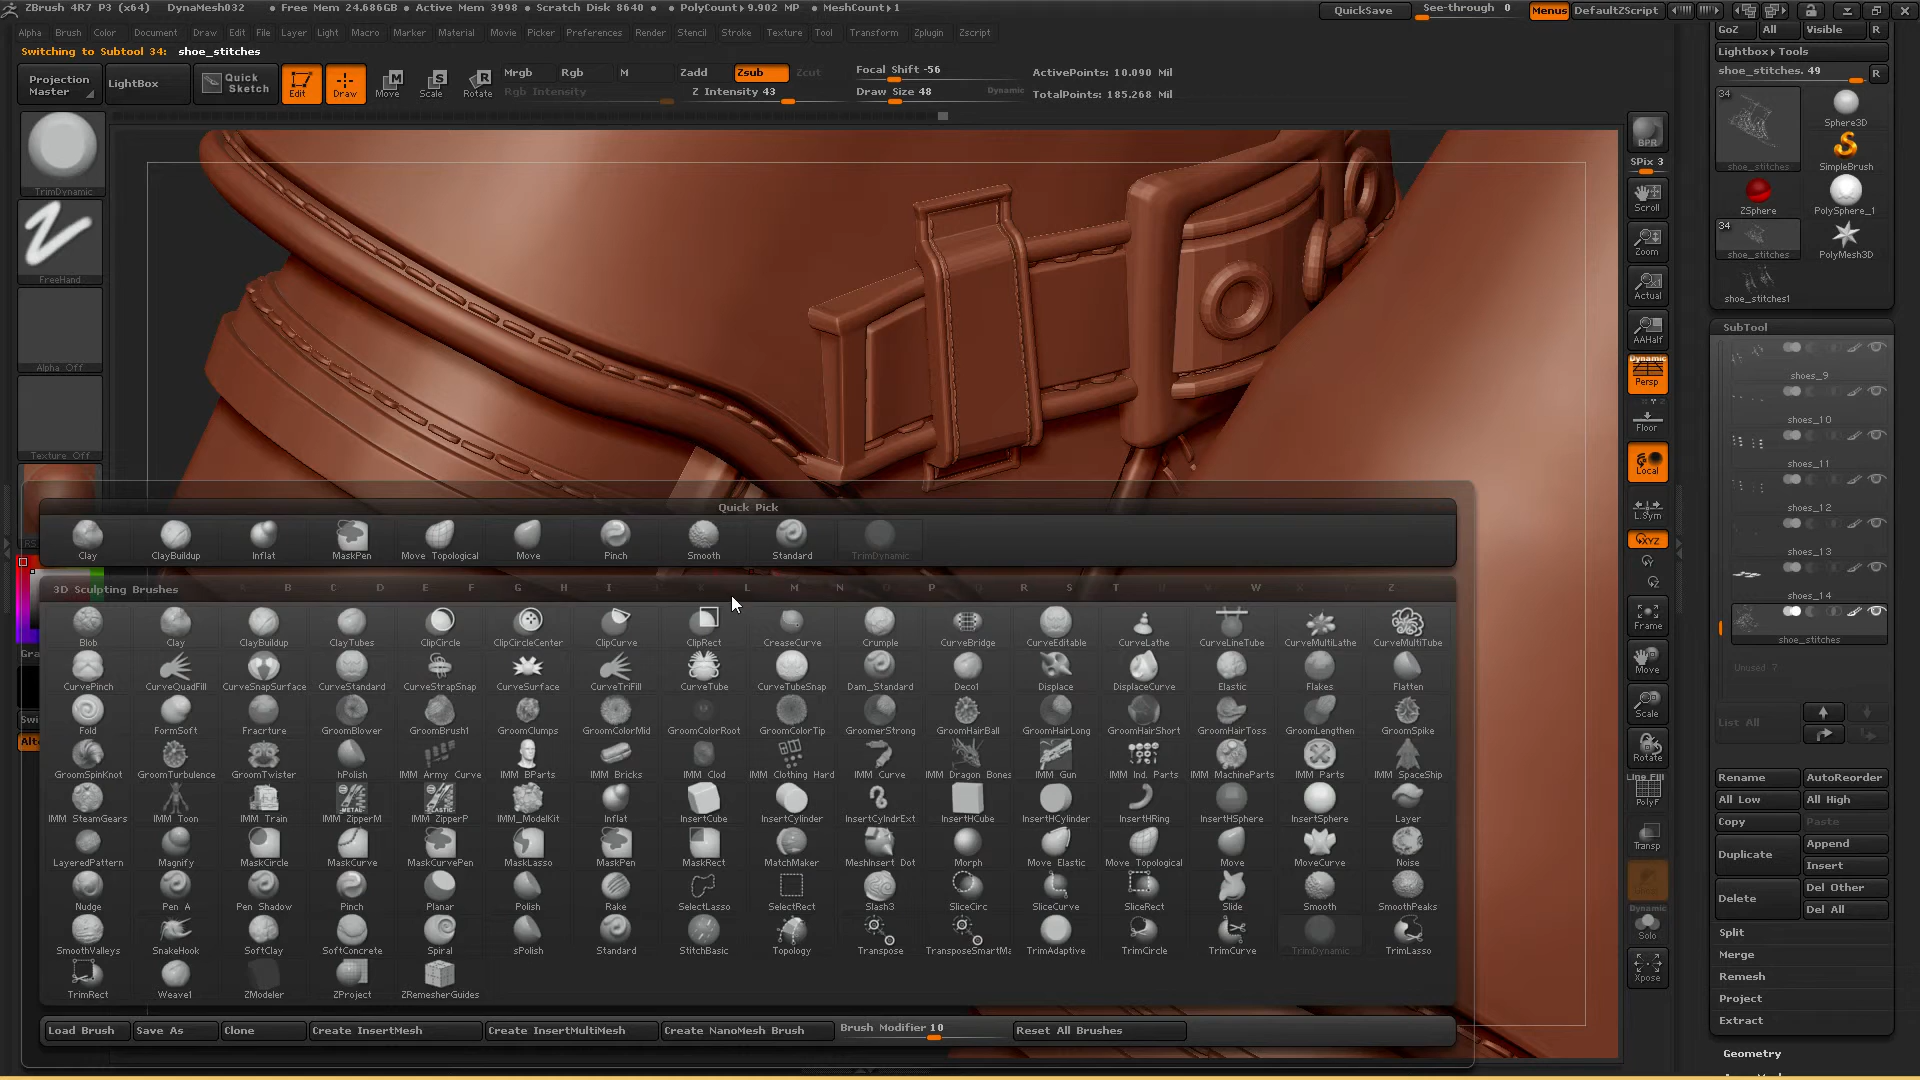 ZBrush 4R7 P3 (x64) DynaMesh032 • Free Mem 24.686GB • Active Mem 3998 • Scratch Disk 8640 • PolyCount▸9.902 MP • MeshCount▸1
QuickSave See-through 0 Menus DefaultZScript
Alpha Brush Color Document Draw Edit File Layer Light Macro Marker Material Movie Picker Preferences Render Stencil Stroke Texture Tool Transform Zplugin Zscript
GoZ All Visible R
Switching to Subtool 34: shoe_stitches
Lightbox▸Tools
Projection Master LightBox Quick Sketch Edit Draw Move Scale Rotate
Mrgb Rgb M Zadd Zsub Zcut Focal Shift -56 ActivePoints: 10.090 Mil
Rgb Intensity Z Intensity 43 Draw Size 48 Dynamic TotalPoints: 185.268 Mil
shoe_stitches. 49 R
34
shoe_stitches
Sphere3D
SimpleBrush
ZSphere PolySphere_1
34
shoe_stitches PolyMesh3D
shoe_stitches1
TrimDynamic
FreeHand
Alpha Off
Texture Off
BPR
SPix 3
Scroll
Zoom
Actual
AAHalf
Dynamic
Persp
Floor
Local
L.Sym
XYZ
Frame
Move
Scale
Rotate
Line Fill
PolyF
Transp
Dynamic
Solo
Xpose
SubTool
shoes_9
shoes_10
shoes_11
shoes_12
shoes_13
shoes_14
shoe_stitches
Unused 7
List All
Rename AutoReorder
All Low All High
Copy Paste
Duplicate Append
Insert
Delete Del Other
Del All
Split
Merge
Remesh
Project
Extract
Geometry
Quick Pick
Clay ClayBuildup Inflat MaskPen Move Topological Move Pinch Smooth Standard TrimDynamic
3D Sculpting Brushes A B C D E F G H I K L M N O P Q R S T U W X Y Z
Blob Clay ClayBuildup ClayTubes ClipCircle ClipCircleCenter ClipCurve ClipRect CreaseCurve Crumple CurveBridge CurveEditable CurveLathe CurveLineTube CurveMultiLathe CurveMultiTube
CurvePinch CurveQuadFill CurveSnapSurface CurveStandard CurveStrapSnap CurveSurface CurveTriFill CurveTube CurveTubeSnap Dam_Standard Deco1 Displace DisplaceCurve Elastic Flakes Flatten
Fold FormSoft Fracrture GroomBlower GroomBrush1 GroomClumps GroomColorMid GroomColorRoot GroomColorTip GroomerStrong GroomHairBall GroomHairLong GroomHairShort GroomHairToss GroomLengthen GroomSpike
GroomSpinKnot GroomTurbulence GroomTwister hPolish IMM Army Curve IMM BParts IMM Bricks IMM Clod IMM Clothing Hard IMM Curve IMM Dragon Bones IMM Gun IMM Ind. Parts IMM MachineParts IMM Parts IMM SpaceShip
IMM SteamGears IMM Toon IMM Train IMM ZipperM IMM ZipperP IMM_ModelKit Inflat InsertCube InsertCylinder InsertCylndrExt InsertHCube InsertHCylinder InsertHRing InsertHSphere InsertSphere Layer
LayeredPattern Magnify MaskCircle MaskCurve MaskCurvePen MaskLasso MaskPen MaskRect MatchMaker MeshInsert Dot Morph Move Elastic Move Topological Move MoveCurve Noise
Nudge Pen A Pen Shadow Pinch Planar Polish Rake SelectLasso SelectRect Slash3 SliceCirc SliceCurve SliceRect Slide Smooth SmoothPeaks
SmoothValleys SnakeHook SoftClay SoftConcrete Spiral sPolish Standard StitchBasic Topology Transpose TransposeSmartMa TrimAdaptive TrimCircle TrimCurve TrimDynamic TrimLasso
TrimRect Weave1 ZModeler ZProject ZRemesherGuides
Load Brush Save As Clone Create InsertMesh Create InsertMultiMesh Create NanoMesh Brush Brush Modifier 10 Reset All Brushes